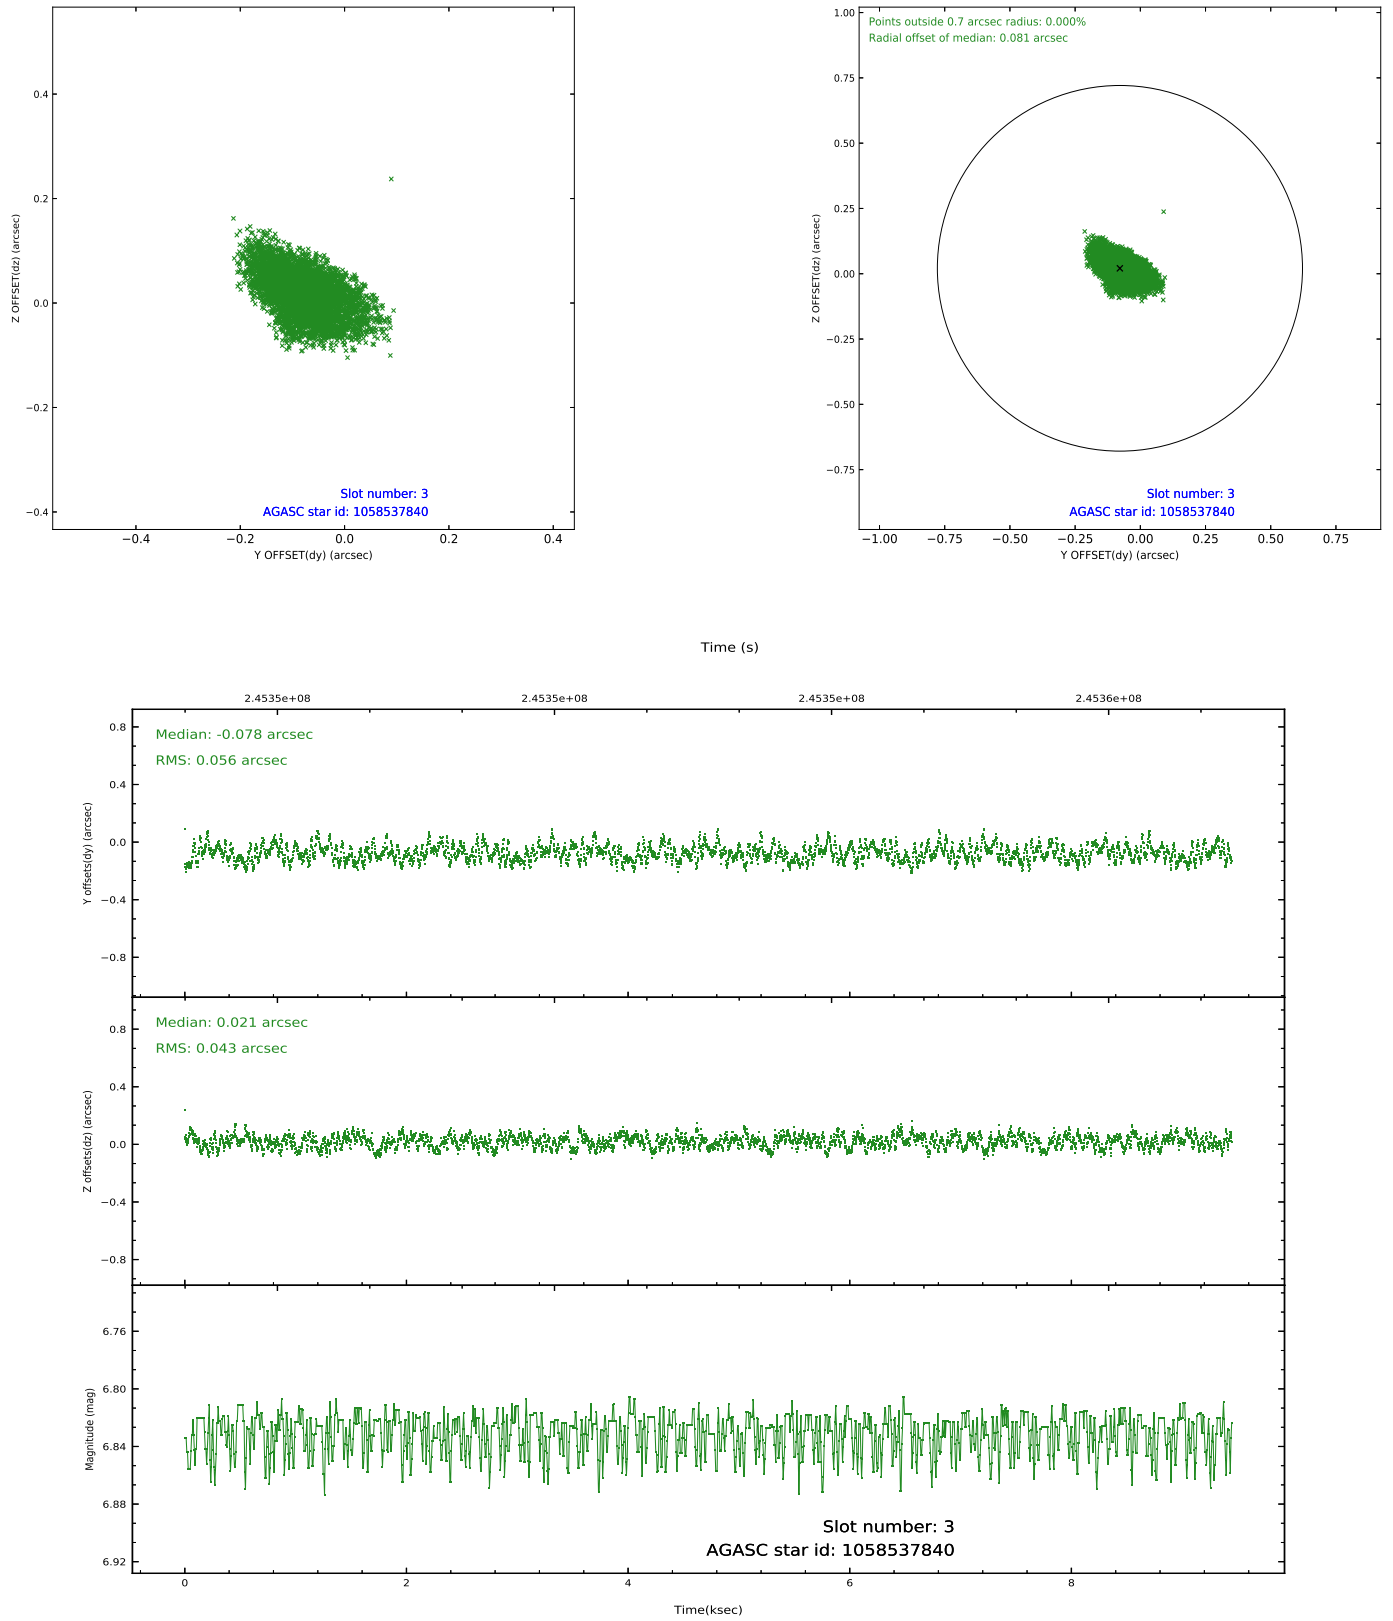 0.4
0.2
0.0
−0.2
−0.4
Z OFFSET(dz) (arcsec)
Slot number: 3
AGASC star id: 1058537840
−0.4
−0.2
0.0
0.2
0.4
Y OFFSET(dy) (arcsec)
Points outside 0.7 arcsec radius: 0.000%
Radial offset of median: 0.081 arcsec
1.00
0.75
0.50
0.25
0.00
−0.25
−0.50
−0.75
Z OFFSET(dz) (arcsec)
Slot number: 3
AGASC star id: 1058537840
−1.00
−0.75
−0.50
−0.25
0.00
0.25
0.50
0.75
Y OFFSET(dy) (arcsec)
Time (s)
2.4535e+08
2.4535e+08
2.4535e+08
2.4536e+08
Median: -0.078 arcsec
RMS: 0.056 arcsec
0.8
0.4
0.0
−0.4
−0.8
Y offsets(dy) (arcsec)
Median: 0.021 arcsec
RMS: 0.043 arcsec
0.8
0.4
0.0
−0.4
−0.8
Z offsets(dz) (arcsec)
6.76
6.80
6.84
6.88
6.92
Magnitude (mag)
Slot number: 3
AGASC star id: 1058537840
0
2
4
6
8
Time(ksec)